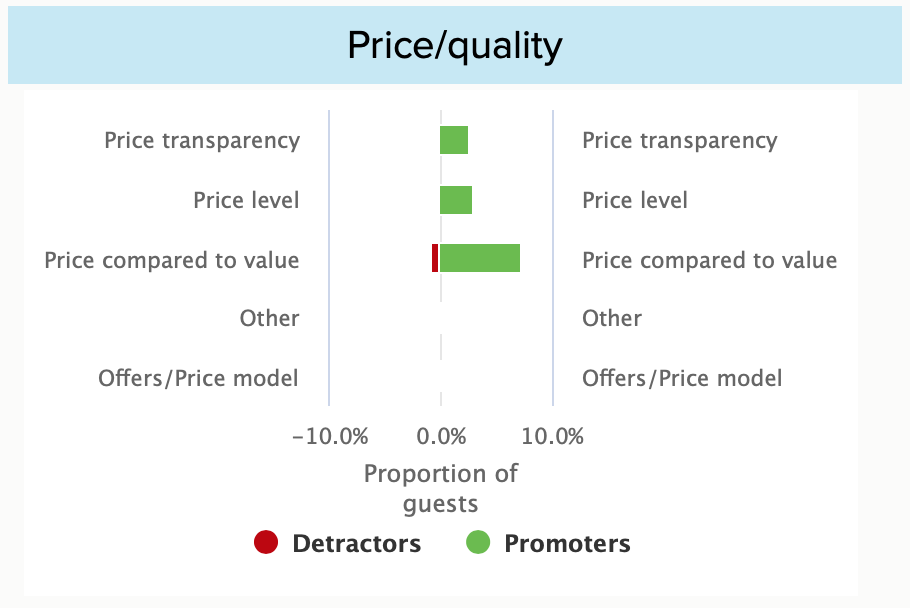 Price/quality
Price transparency
Price transparency
Price level
Price level
Price compared to value
Price compared to value
Other
Other
Offers/Price model
Offers/Price model
−10.0%
0.0%
10.0%
Proportion of
guests
Detractors
Promoters